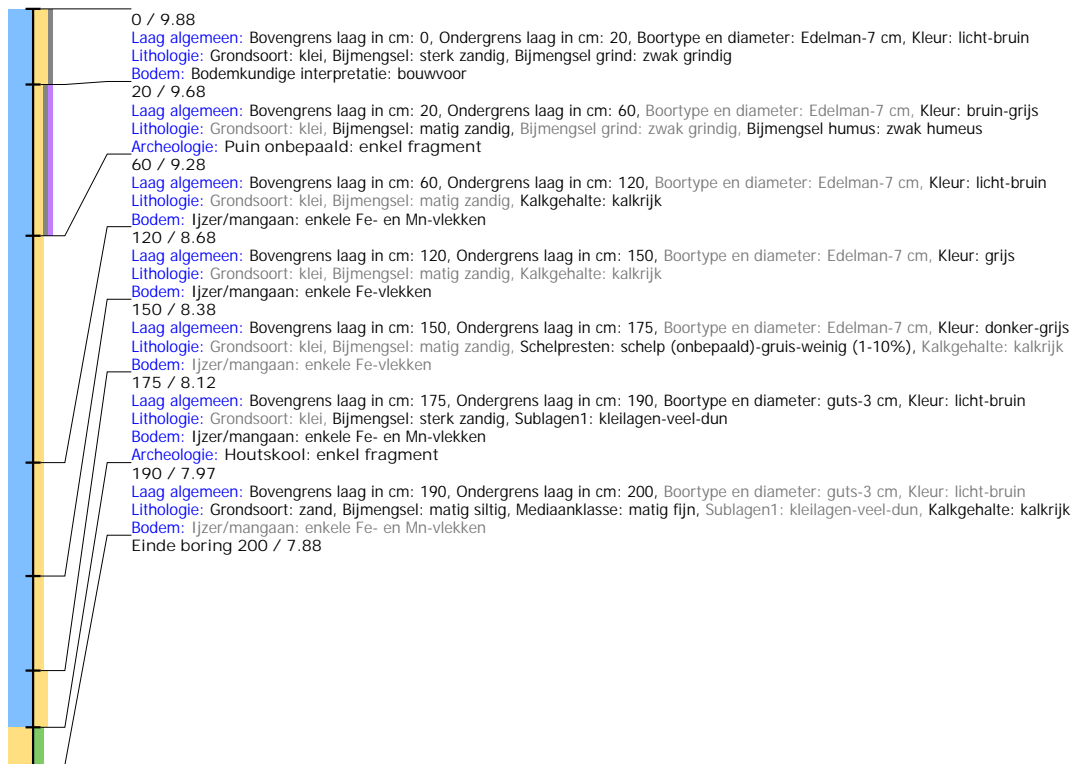 0 / 9.88
Laag algemeen: Bovengrens laag in cm: 0, Ondergrens laag in cm: 20, Boortype en diameter: Edelman-7 cm, Kleur: licht-bruin
Lithologie: Grondsoort: klei, Bijmengsel: sterk zandig, Bijmengsel grind: zwak grindig
Bodem: Bodemkundige interpretatie: bouwvoor
20 / 9.68
Laag algemeen: Bovengrens laag in cm: 20, Ondergrens laag in cm: 60, Boortype en diameter: Edelman-7 cm, Kleur: bruin-grijs
Lithologie: Grondsoort: klei, Bijmengsel: matig zandig, Bijmengsel grind: zwak grindig, Bijmengsel humus: zwak humeus
Archeologie: Puin onbepaald: enkel fragment
60 / 9.28
Laag algemeen: Bovengrens laag in cm: 60, Ondergrens laag in cm: 120, Boortype en diameter: Edelman-7 cm, Kleur: licht-bruin
Lithologie: Grondsoort: klei, Bijmengsel: matig zandig, Kalkgehalte: kalkrijk
Bodem: Ijzer/mangaan: enkele Fe- en Mn-vlekken
120 / 8.68
Laag algemeen: Bovengrens laag in cm: 120, Ondergrens laag in cm: 150, Boortype en diameter: Edelman-7 cm, Kleur: grijs
Lithologie: Grondsoort: klei, Bijmengsel: matig zandig, Kalkgehalte: kalkrijk
Bodem: Ijzer/mangaan: enkele Fe-vlekken
150 / 8.38
Laag algemeen: Bovengrens laag in cm: 150, Ondergrens laag in cm: 175, Boortype en diameter: Edelman-7 cm, Kleur: donker-grijs
Lithologie: Grondsoort: klei, Bijmengsel: matig zandig, Schelpresten: schelp (onbepaald)-gruis-weinig (1-10%), Kalkgehalte: kalkrijk
Bodem: Ijzer/mangaan: enkele Fe-vlekken
175 / 8.12
Laag algemeen: Bovengrens laag in cm: 175, Ondergrens laag in cm: 190, Boortype en diameter: guts-3 cm, Kleur: licht-bruin
Lithologie: Grondsoort: klei, Bijmengsel: sterk zandig, Sublagen1: kleilagen-veel-dun
Bodem: Ijzer/mangaan: enkele Fe- en Mn-vlekken
Archeologie: Houtskool: enkel fragment
190 / 7.97
Laag algemeen: Bovengrens laag in cm: 190, Ondergrens laag in cm: 200, Boortype en diameter: guts-3 cm, Kleur: licht-bruin
Lithologie: Grondsoort: zand, Bijmengsel: matig siltig, Mediaanklasse: matig fijn, Sublagen1: kleilagen-veel-dun, Kalkgehalte: kalkrijk
Bodem: Ijzer/mangaan: enkele Fe- en Mn-vlekken
Einde boring 200 / 7.88